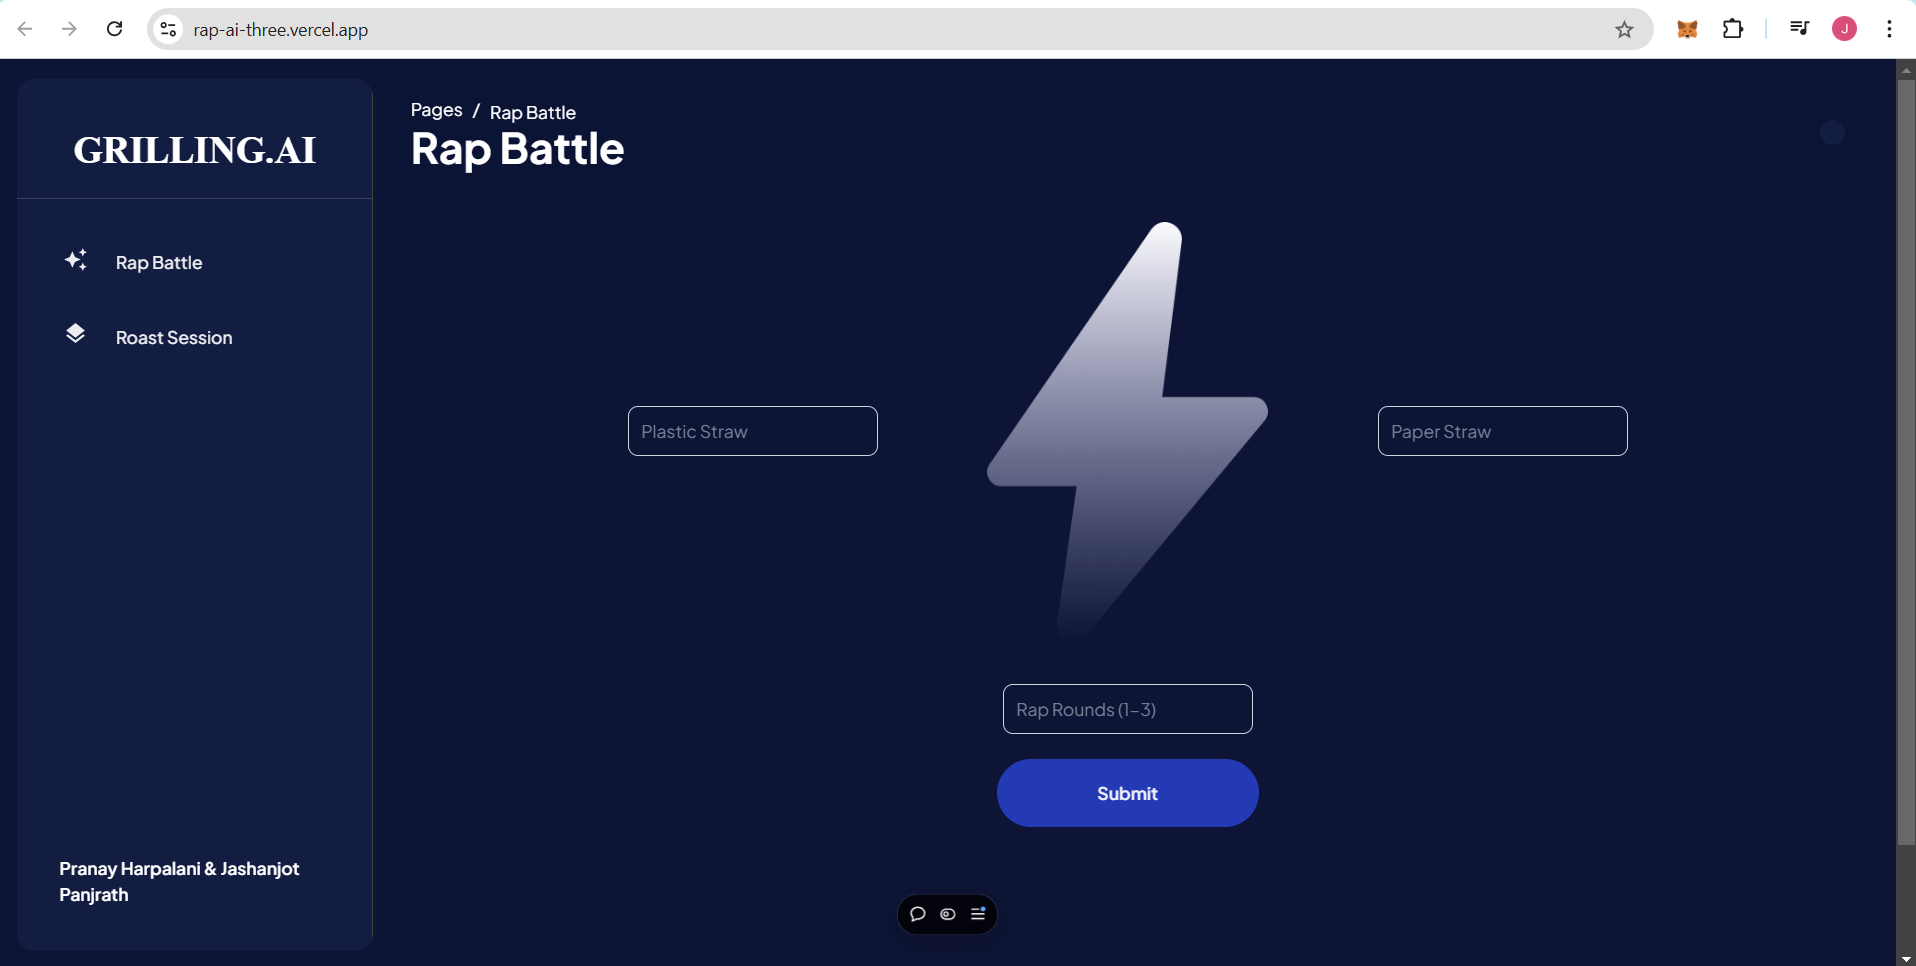 rap-ai-three.vercel.app
J
GRILLING.AI
Rap Battle
Roast Session
Pranay Harpalani & Jashanjot
Panjrath
Pages / Rap Battle
Rap Battle
Plastic Straw
Paper Straw
Rap Rounds (1-3)
Submit